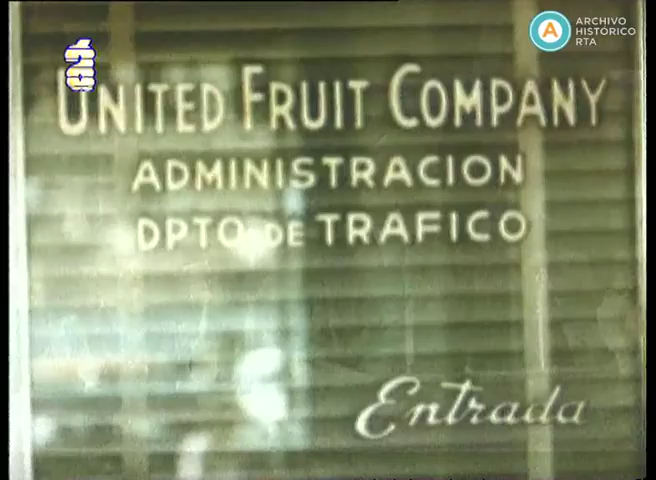 A
ARCHIVO
HISTÓRICO
RTA
UNITED FRUIT COMPANY
ADMINISTRACION
DPTO DE TRAFICO
Entrada